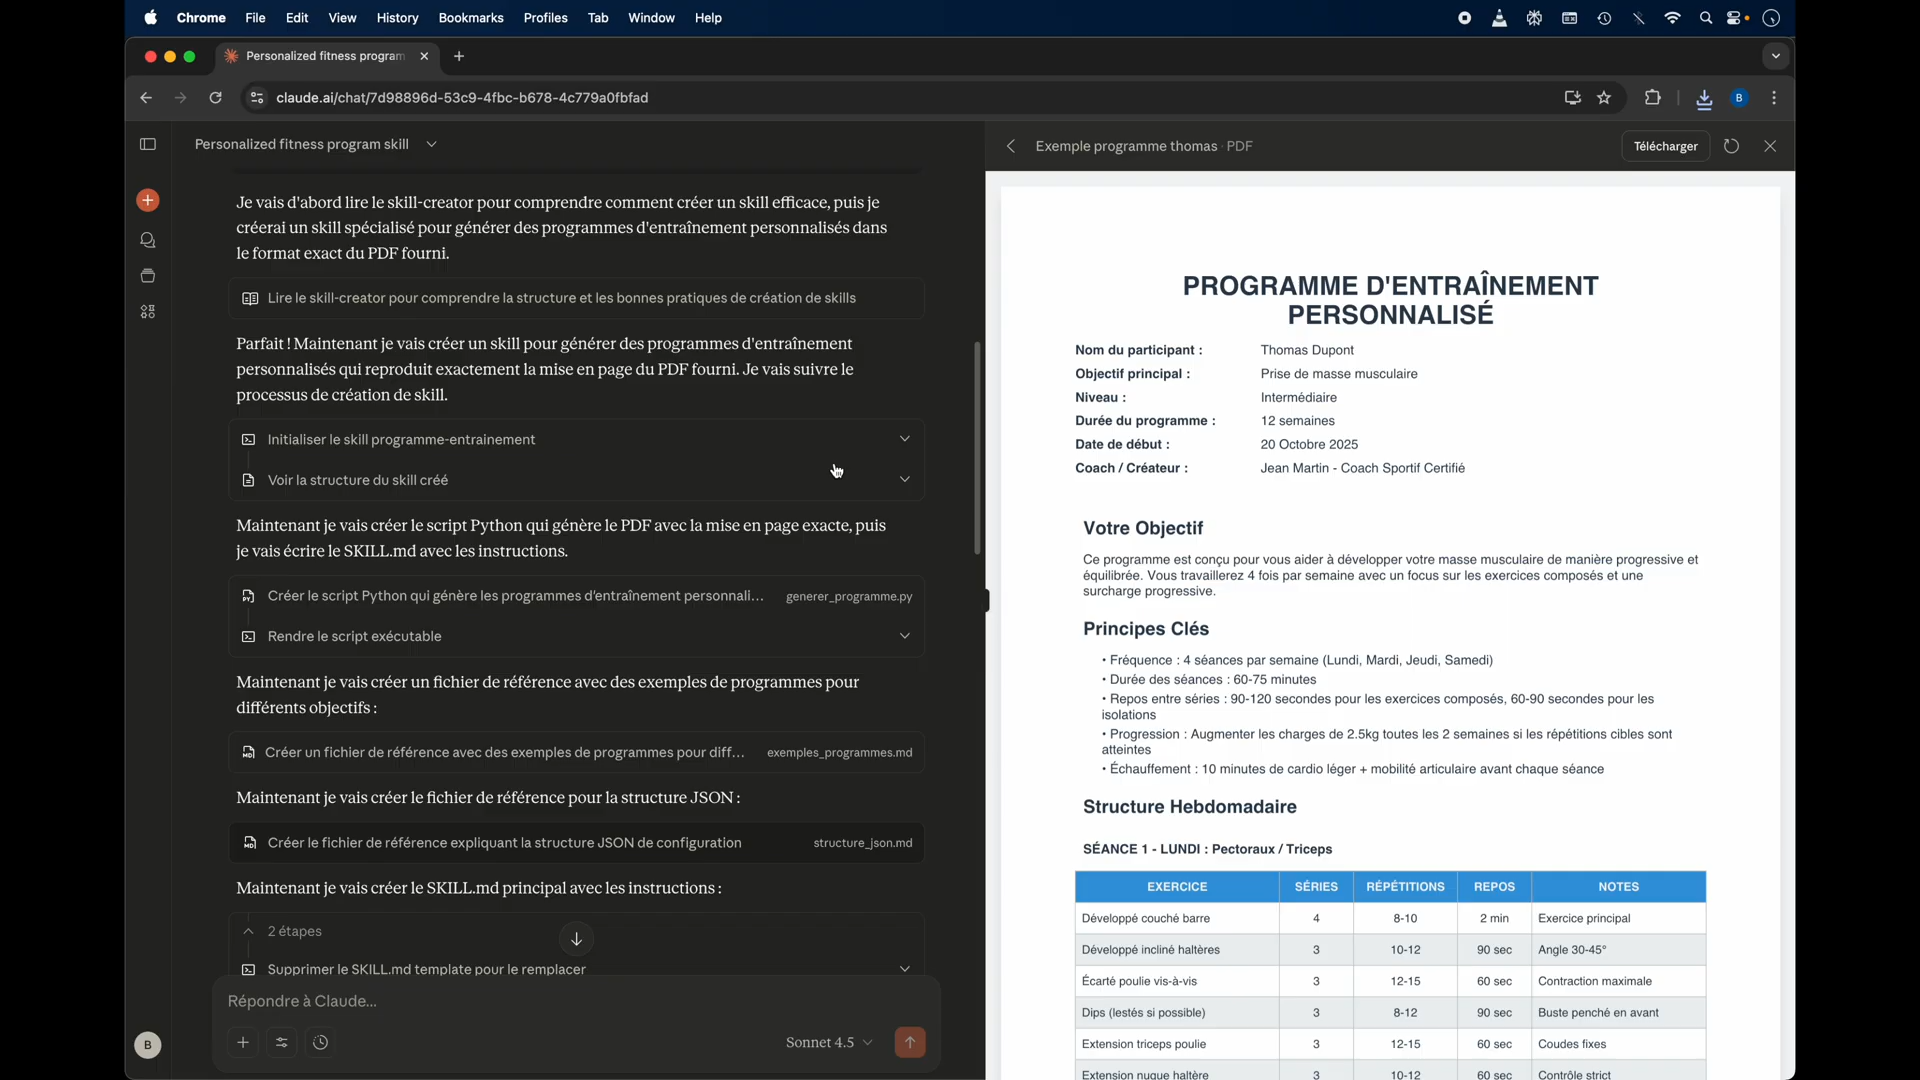 Chrome File Edit View History Bookmarks Profiles Tab Window Help
Personalized fitness program
claude.ai/chat/7d98896d-53c9-4fbc-b678-4c779a0fbfad
B
Personalized fitness program skill
Je vais d'abord lire le skill-creator pour comprendre comment créer un skill efficace, puis je
créerai un skill spécialisé pour générer des programmes d'entraînement personnalisés dans
le format exact du PDF fourni.
Lire le skill-creator pour comprendre la structure et les bonnes pratiques de création de skills
Parfait ! Maintenant je vais créer un skill pour générer des programmes d'entraînement
personnalisés qui reproduit exactement la mise en page du PDF fourni. Je vais suivre le
processus de création de skill.
Initialiser le skill programme-entrainement
Voir la structure du skill créé
Maintenant je vais créer le script Python qui génère le PDF avec la mise en page exacte, puis
je vais écrire le SKILL.md avec les instructions.
Créer le script Python qui génère les programmes d'entraînement personnali... generer_programme.py
Rendre le script exécutable
Maintenant je vais créer un fichier de référence avec des exemples de programmes pour
différents objectifs :
Créer un fichier de référence avec des exemples de programmes pour diff... exemples_programmes.md
Maintenant je vais créer le fichier de référence pour la structure JSON :
Créer le fichier de référence expliquant la structure JSON de configuration structure_json.md
Maintenant je vais créer le SKILL.md principal avec les instructions :
2 étapes
Supprimer le SKILL.md template pour le remplacer
Répondre à Claude...
Sonnet 4.5
B
Exemple programme thomas · PDF
Télécharger
PROGRAMME D'ENTRAÎNEMENT
PERSONNALISÉ
Nom du participant : Thomas Dupont
Objectif principal : Prise de masse musculaire
Niveau : Intermédiaire
Durée du programme : 12 semaines
Date de début : 20 Octobre 2025
Coach / Créateur : Jean Martin - Coach Sportif Certifié
Votre Objectif
Ce programme est conçu pour vous aider à développer votre masse musculaire de manière progressive et
équilibrée. Vous travaillerez 4 fois par semaine avec un focus sur les exercices composés et une
surcharge progressive.
Principes Clés
• Fréquence : 4 séances par semaine (Lundi, Mardi, Jeudi, Samedi)
• Durée des séances : 60-75 minutes
• Repos entre séries : 90-120 secondes pour les exercices composés, 60-90 secondes pour les
isolations
• Progression : Augmenter les charges de 2.5kg toutes les 2 semaines si les répétitions cibles sont
atteintes
• Échauffement : 10 minutes de cardio léger + mobilité articulaire avant chaque séance
Structure Hebdomadaire
SÉANCE 1 - LUNDI : Pectoraux / Triceps
EXERCICE SÉRIES RÉPÉTITIONS REPOS NOTES
Développé couché barre 4 8-10 2 min Exercice principal
Développé incliné haltères 3 10-12 90 sec Angle 30-45°
Écarté poulie vis-à-vis 3 12-15 60 sec Contraction maximale
Dips (lestés si possible) 3 8-12 90 sec Buste penché en avant
Extension triceps poulie 3 12-15 60 sec Coudes fixes
Extension nuque haltère 3 10-12 60 sec Contrôle strict